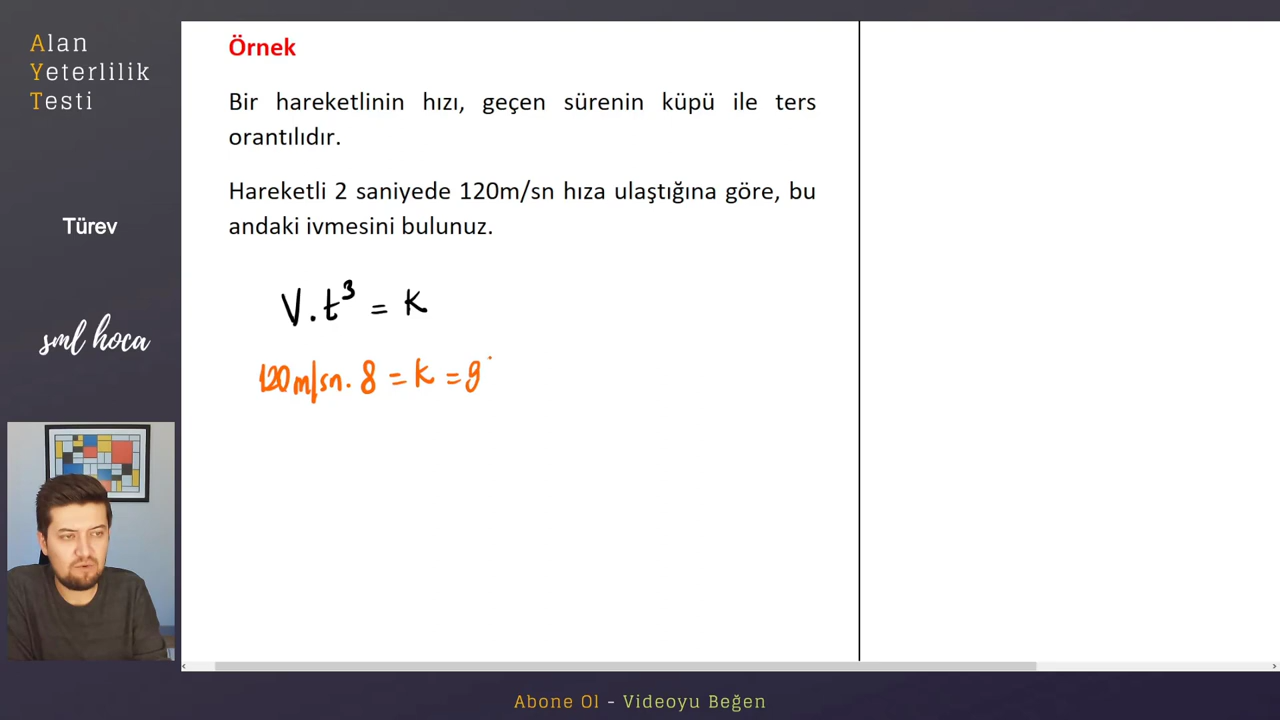 Alan
Yeterlilik
Testi
Türev
sml hoca
Örnek
Bir hareketlinin hızı, geçen sürenin küpü ile ters
orantılıdır.
Hareketli 2 saniyede 120m/sn hıza ulaştığına göre, bu
andaki ivmesini bulunuz.
V.t³ = K
120m/sn. 8 = K = 9
Abone Ol - Videoyu Beğen